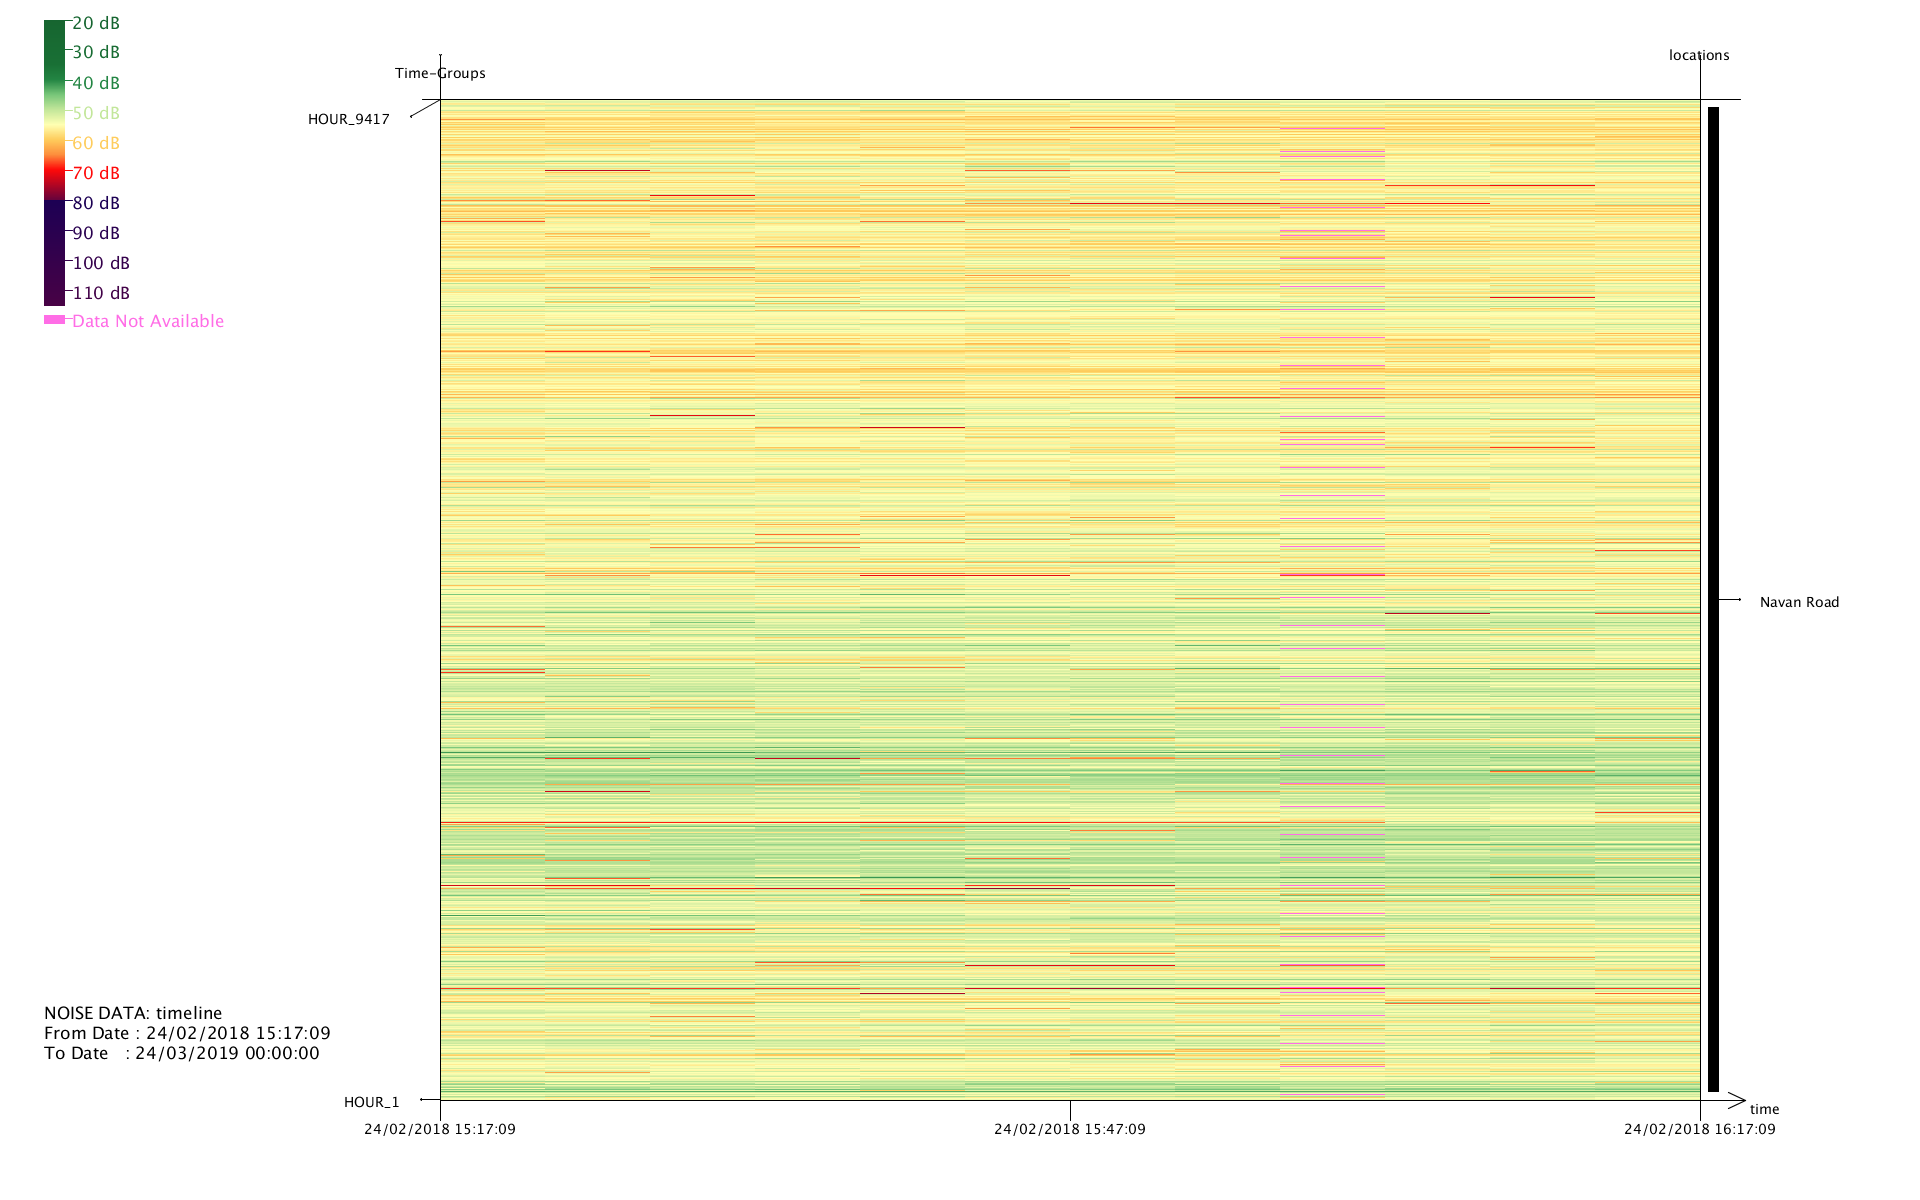 20 dB
30 dB
40 dB
50 dB
60 dB
70 dB
80 dB
90 dB
100 dB
110 dB
Data Not Available
Time-Groups
locations
HOUR_9417
Navan Road
NOISE DATA: timeline
From Date : 24/02/2018 15:17:09
To Date : 24/03/2019 00:00:00
HOUR_1
time
24/02/2018 15:17:09
24/02/2018 15:47:09
24/02/2018 16:17:09